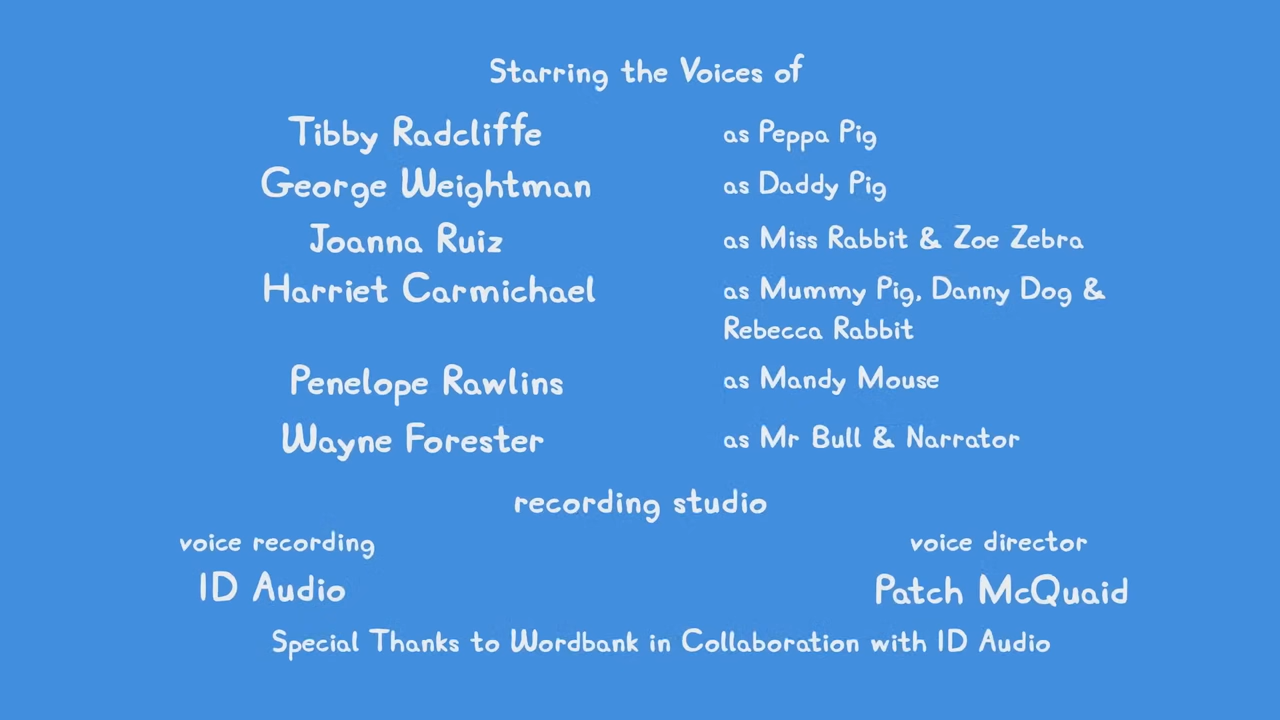 Starring the Voices of
Tibby Radcliffe as Peppa Pig
George Weightman as Daddy Pig
Joanna Ruiz as Miss Rabbit & Zoe Zebra
Harriet Carmichael as Mummy Pig, Danny Dog &
Rebecca Rabbit
Penelope Rawlins as Mandy Mouse
Wayne Forester as Mr Bull & Narrator
recording studio
voice recording voice director
ID Audio Patch McQuaid
Special Thanks to Wordbank in Collaboration with ID Audio